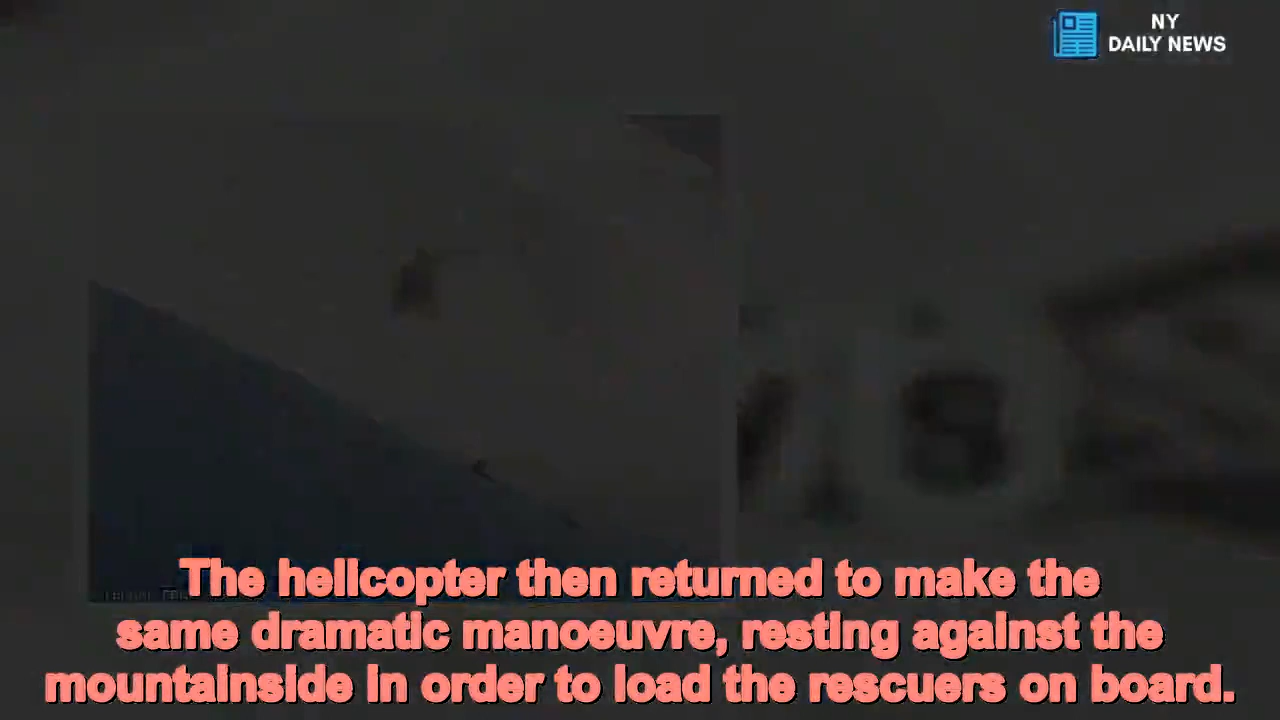 NY
DAILY NEWS
The helicopter then returned to make the
same dramatic manoeuvre, resting against the
mountainside in order to load the rescuers on board.